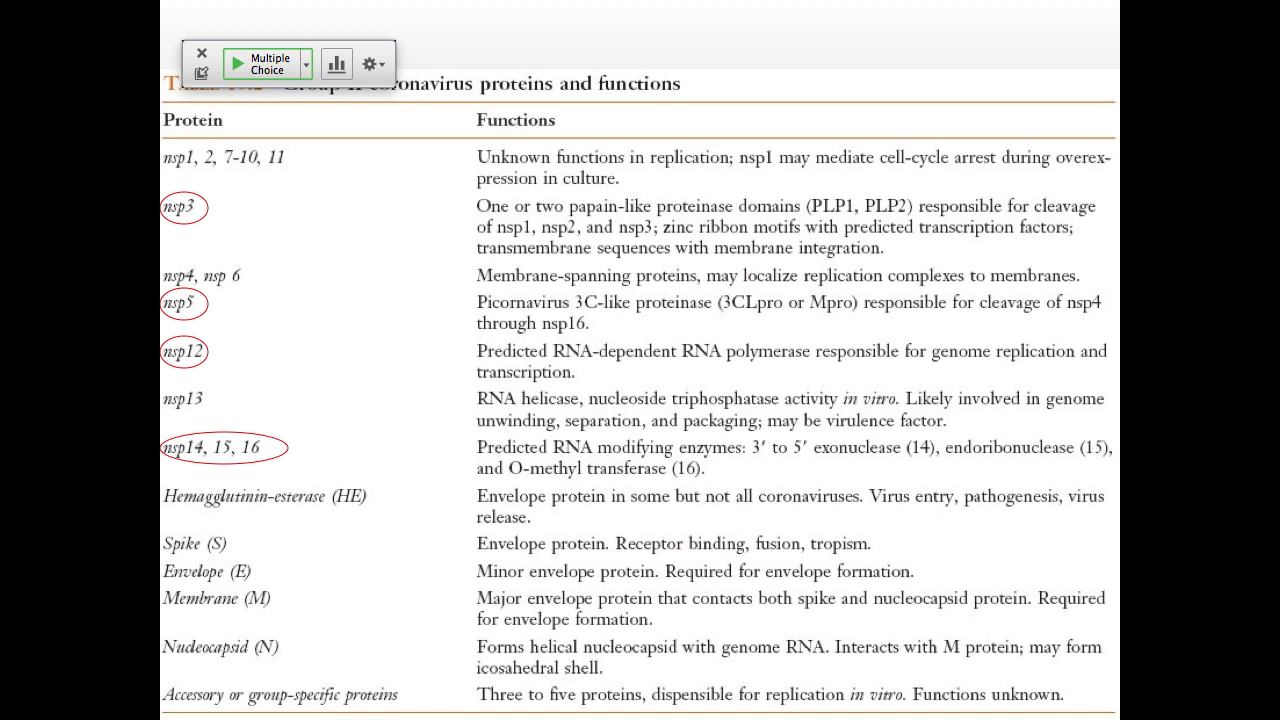 Multiple
Choice
coronavirus proteins and functions
Protein Functions
nsp1, 2, 7-10, 11 Unknown functions in replication; nsp1 may mediate cell-cycle arrest during overex-
pression in culture.
nsp3 One or two papain-like proteinase domains (PLP1, PLP2) responsible for cleavage
of nsp1, nsp2, and nsp3; zinc ribbon motifs with predicted transcription factors;
transmembrane sequences with membrane integration.
nsp4, nsp 6 Membrane-spanning proteins, may localize replication complexes to membranes.
nsp5 Picornavirus 3C-like proteinase (3CLpro or Mpro) responsible for cleavage of nsp4
through nsp16.
nsp12 Predicted RNA-dependent RNA polymerase responsible for genome replication and
transcription.
nsp13 RNA helicase, nucleoside triphosphatase activity in vitro. Likely involved in genome
unwinding, separation, and packaging; may be virulence factor.
nsp14, 15, 16 Predicted RNA modifying enzymes: 3′ to 5′ exonuclease (14), endoribonuclease (15),
and O-methyl transferase (16).
Hemagglutinin-esterase (HE) Envelope protein in some but not all coronaviruses. Virus entry, pathogenesis, virus
release.
Spike (S) Envelope protein. Receptor binding, fusion, tropism.
Envelope (E) Minor envelope protein. Required for envelope formation.
Membrane (M) Major envelope protein that contacts both spike and nucleocapsid protein. Required
for envelope formation.
Nucleocapsid (N) Forms helical nucleocapsid with genome RNA. Interacts with M protein; may form
icosahedral shell.
Accessory or group-specific proteins Three to five proteins, dispensible for replication in vitro. Functions unknown.